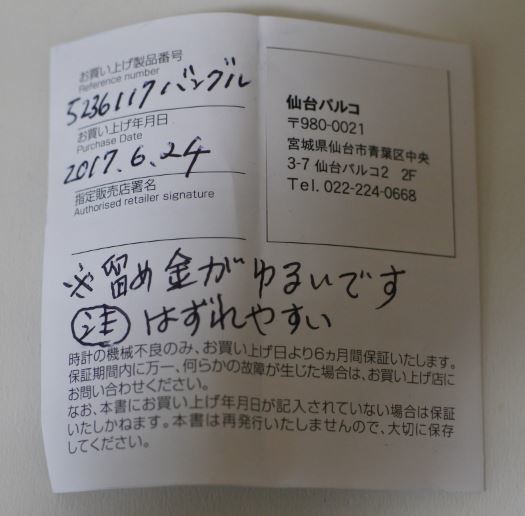 お買い上げ製品番号
Reference number
5236117バングル
お買い上げ年月日
Purchase Date
2017.6.24
指定販売店署名
Authorised retailer signature
仙台パルコ
〒980-0021
宮城県仙台市青葉区中央
3-7 仙台パルコ2 2F
Tel. 022-224-0668
※留め金がゆるいです
注 はずれやすい
時計の機械不良のみ、お買い上げ日より6ヵ月間保証いたします。
保証期間内に万一、何らかの故障が生じた場合は、お買い上げ店に
お問い合わせください。
なお、本書にお買い上げ年月日が記入されていない場合は保証
いたしかねます。本書は再発行いたしませんので、大切に保存
してください。